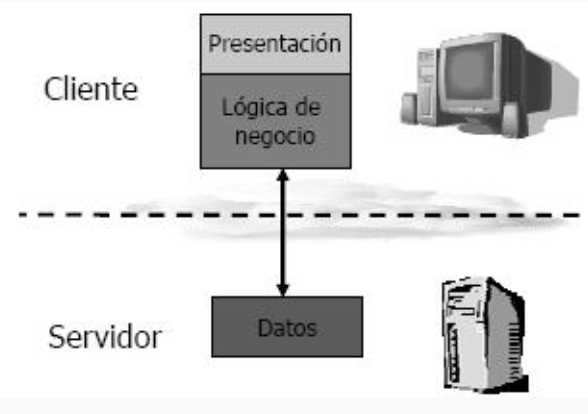 Presentación
Cliente
Lógica de
negocio
Servidor
Datos